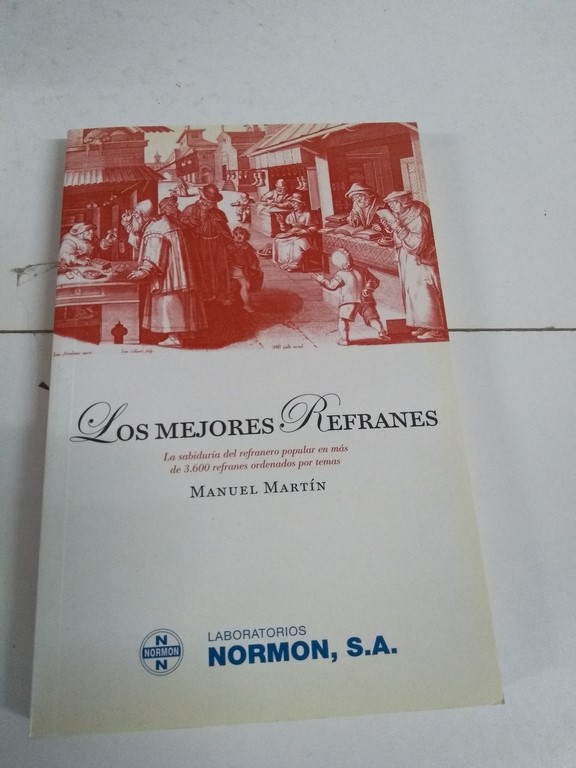 Los mejores Refranes
La sabiduría del refranero popular en más
de 3.600 refranes ordenados por temas
Manuel Martín
N
NORMON
N
LABORATORIOS
NORMON, S.A.